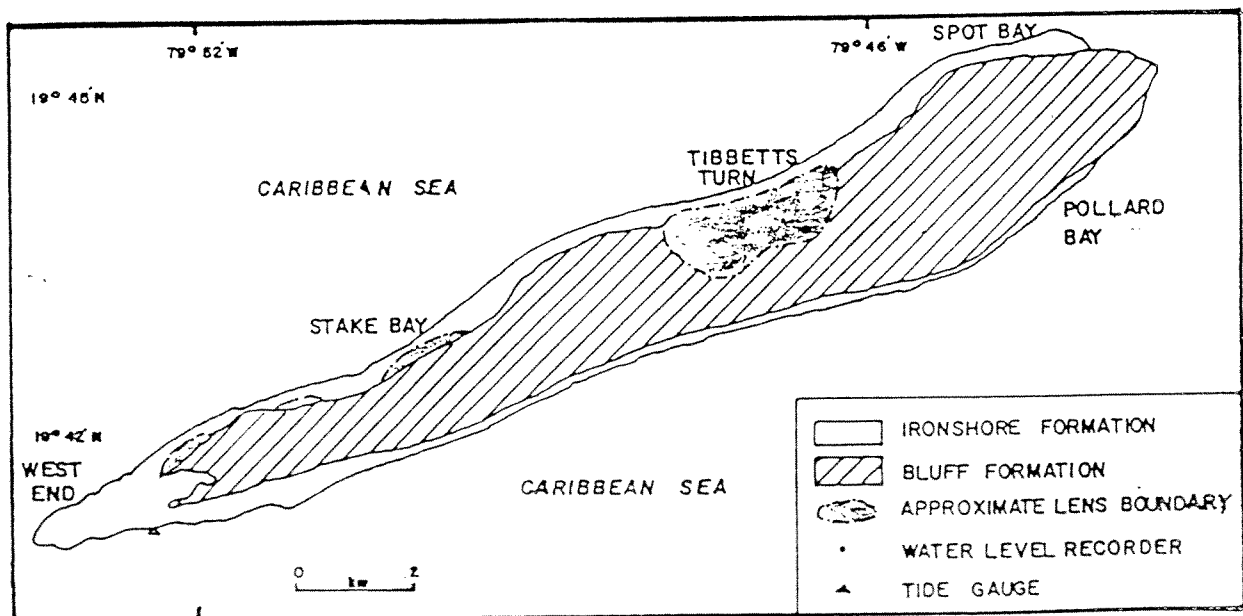 79° 52' W
79° 46' W
SPOT BAY
19° 45' N
TIBBETTS
TURN
CARIBBEAN SEA
POLLARD
BAY
STAKE BAY
19° 42' N
WEST
END
CARIBBEAN SEA
0 2
kw
IRONSHORE FORMATION
BLUFF FORMATION
APPROXIMATE LENS BOUNDARY
WATER LEVEL RECORDER
TIDE GAUGE